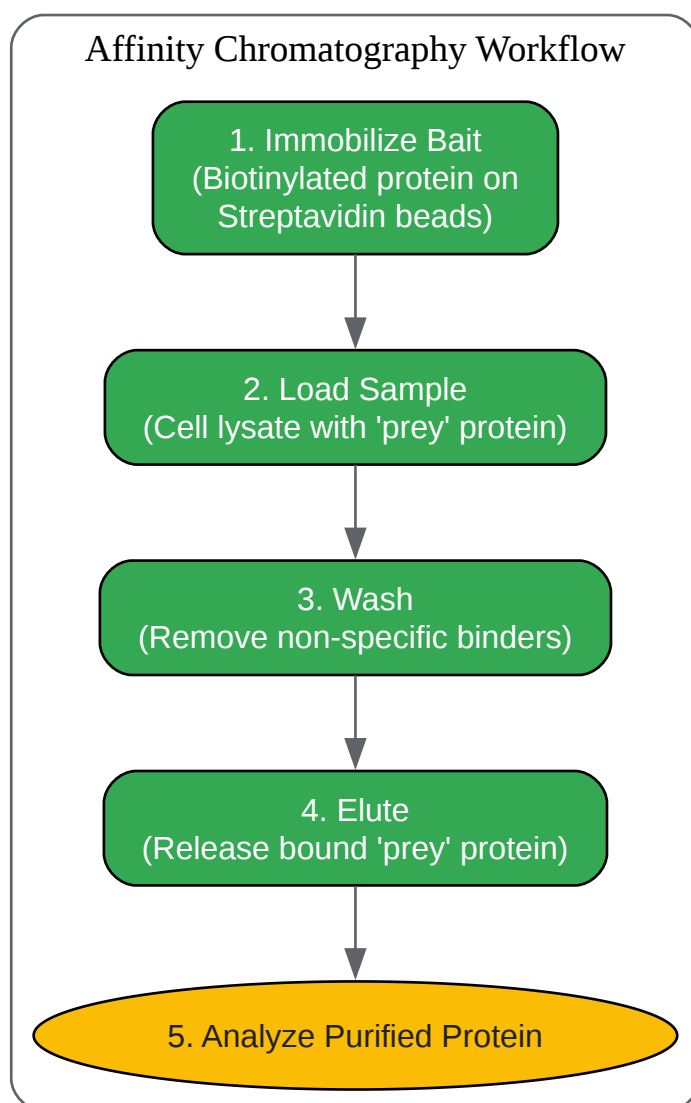 Affinity Chromatography Workflow
1. Immobilize Bait
(Biotinylated protein on
Streptavidin beads)
2. Load Sample
(Cell lysate with 'prey' protein)
3. Wash
(Remove non-specific binders)
4. Elute
(Release bound 'prey' protein)
5. Analyze Purified Protein